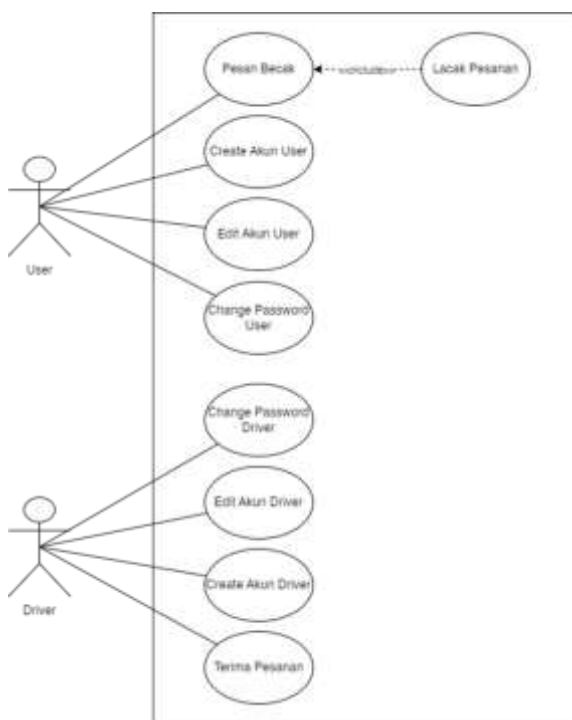 Pesan Becak
<<include>>
Lacak Pesanan
Create Akun User
Edit Akun User
User
Change Password
User
Change Password
Driver
Edit Akun Driver
Create Akun Driver
Driver
Terima Pesanan